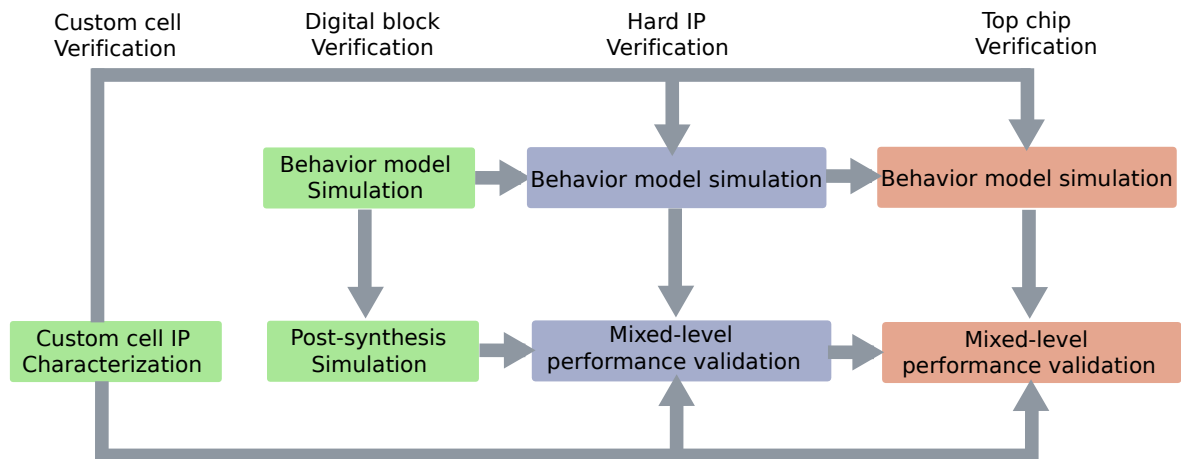 Custom cell
Verification
Digital block
Verification
Hard IP
Verification
Top chip
Verification
Behavior model
Simulation
Behavior model simulation
Behavior model simulation
Custom cell IP
Characterization
Post-synthesis
Simulation
Mixed-level
performance validation
Mixed-level
performance validation